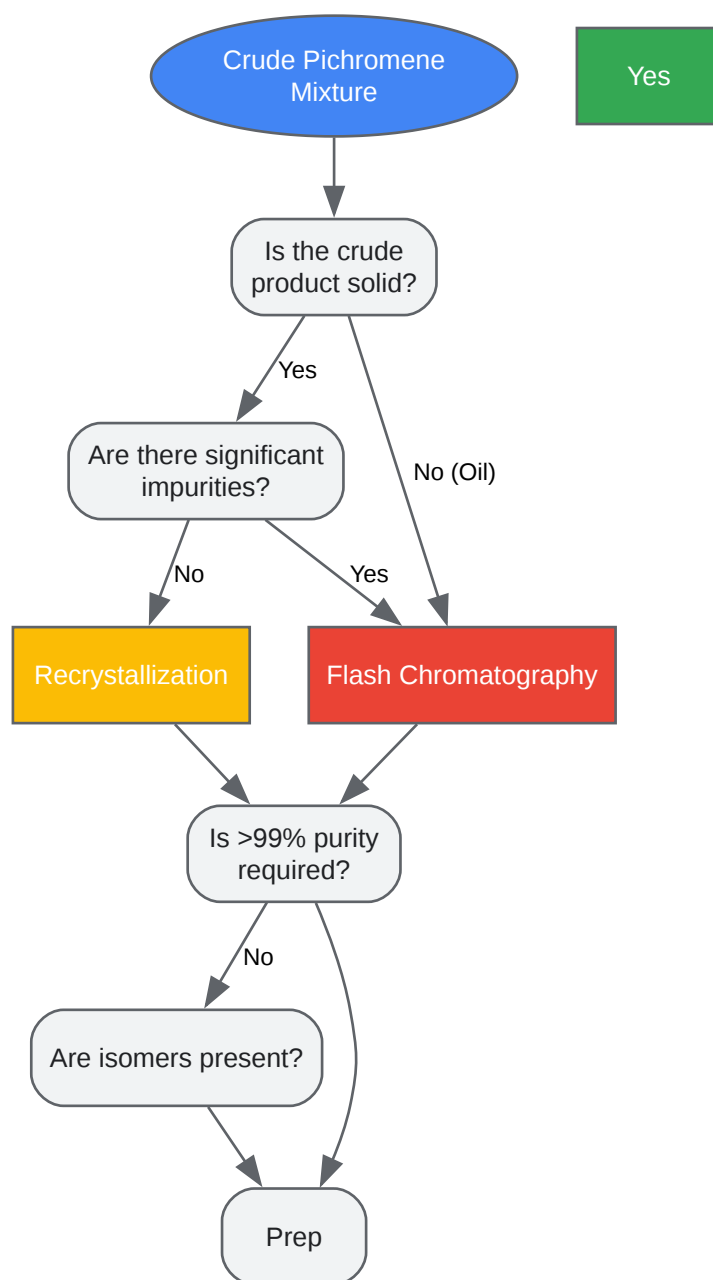 Crude Pichromene
Mixture
Yes
Is the crude
product solid?
Yes
Are there significant
impurities?
No (Oil)
No
Yes
Recrystallization
Flash Chromatography
Is >99% purity
required?
No
Are isomers present?
Prep